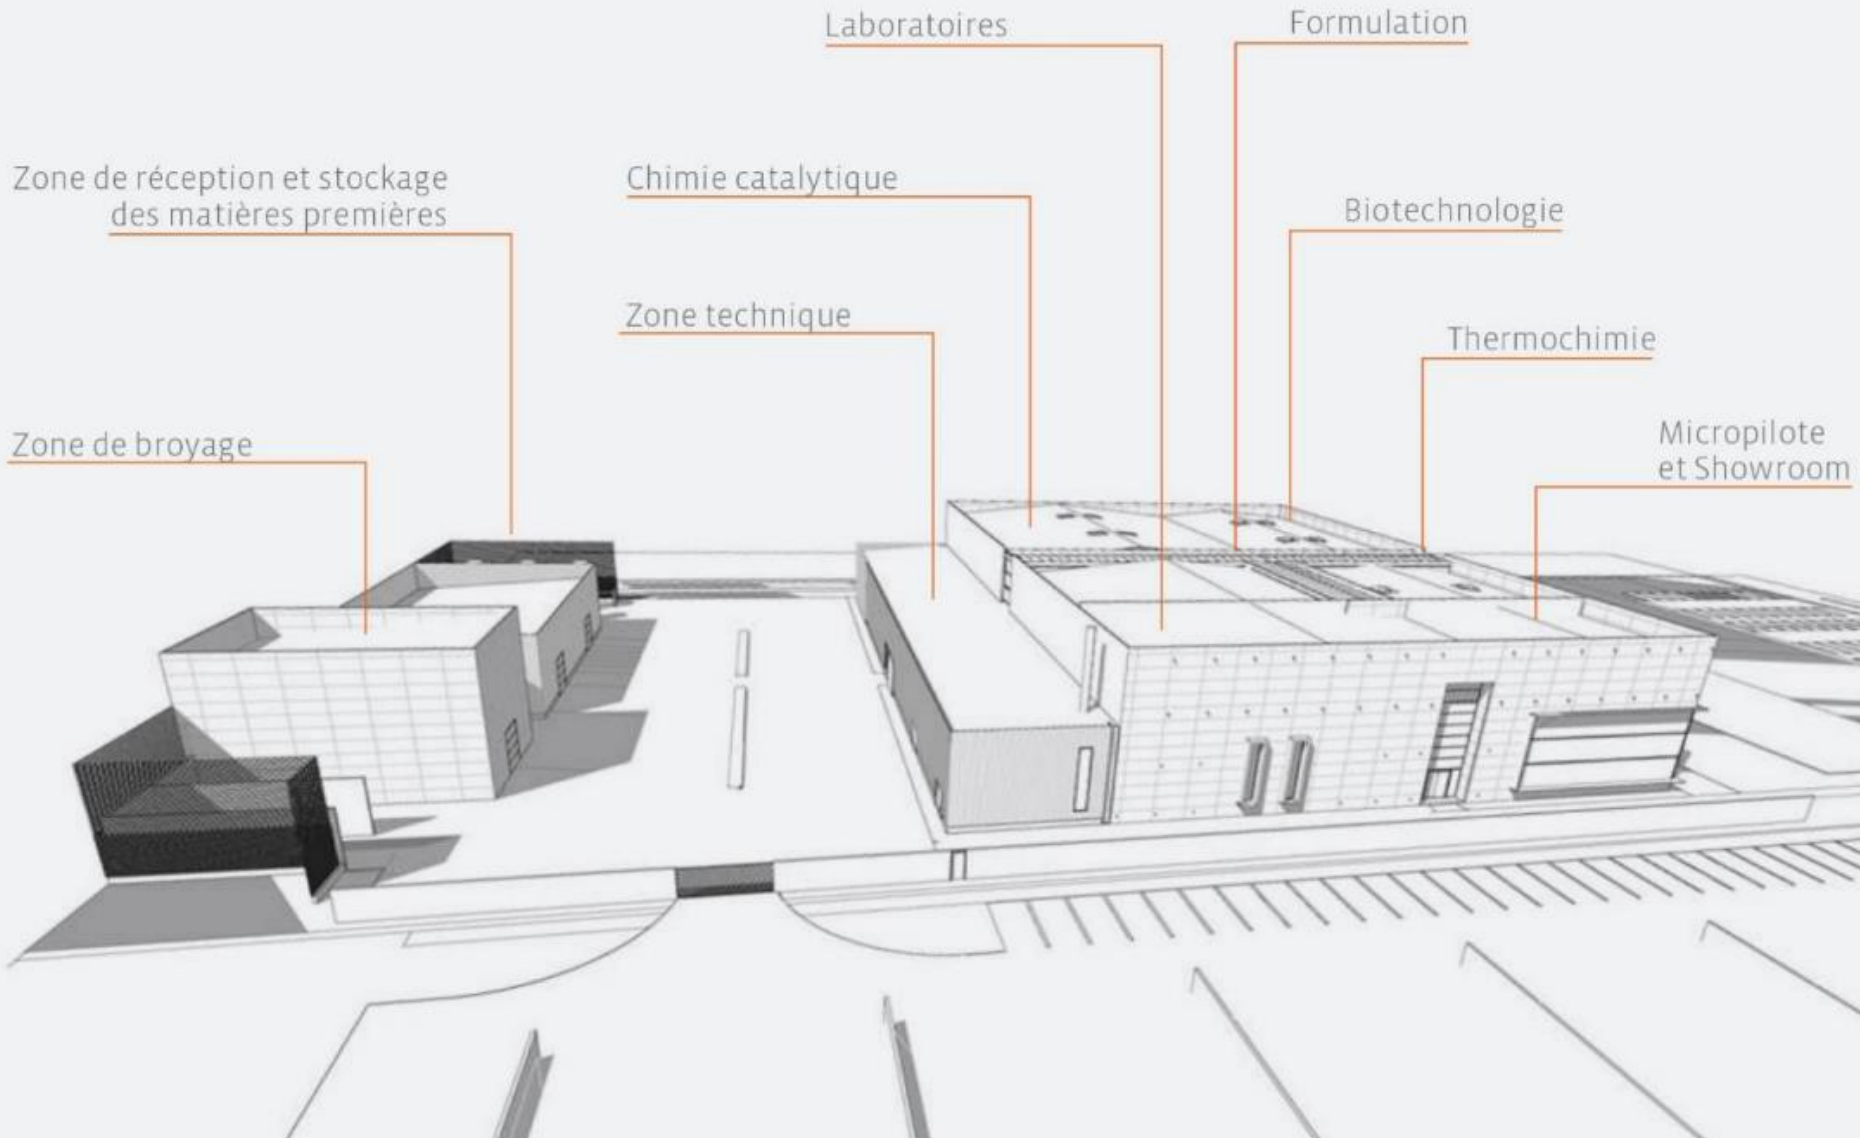 Laboratoires
Formulation
Zone de réception et stockage
des matières premières
Chimie catalytique
Biotechnologie
Zone technique
Thermochimie
Zone de broyage
Micropilote
et Showroom